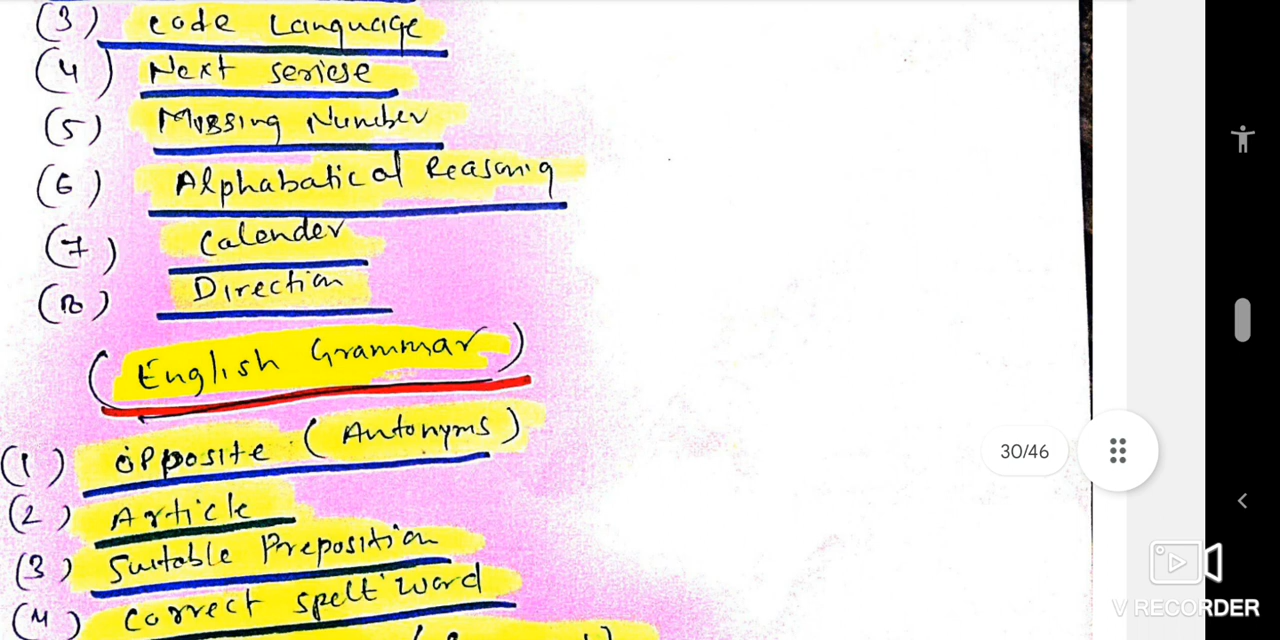 (3) code Language
(4) Next seriese
(5) Missing Number
(6) Alphabatical Reasonig
(7) Calender
(8) Direction
(English Grammar)
(1) opposite (Antonyms)
(2) Article
(3) Suitable Preposition
(4) Correct spelt word
30/46
V RECORDER